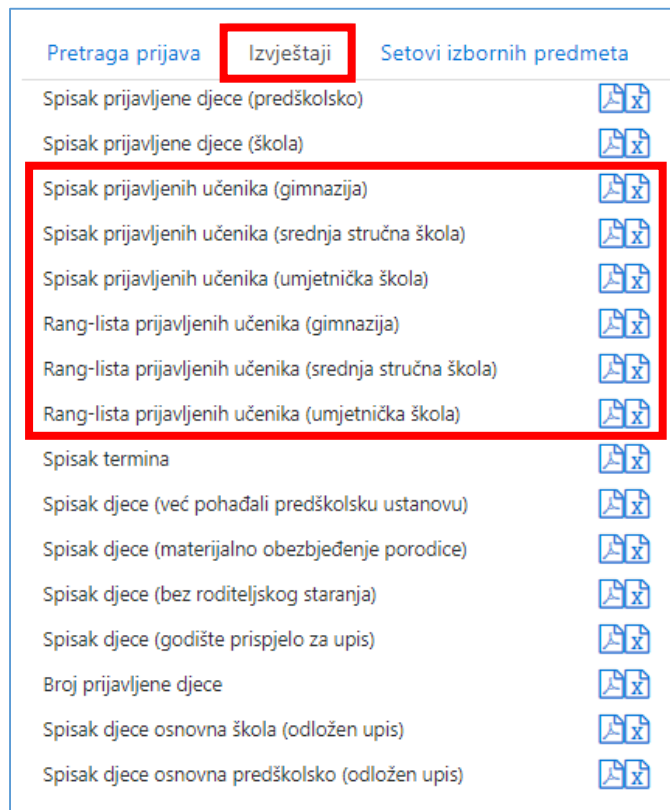 Pretraga prijava Izvještaji Setovi izbornih predmeta
Spisak prijavljene djece (predškolsko)
Spisak prijavljene djece (škola)
Spisak prijavljenih učenika (gimnazija)
Spisak prijavljenih učenika (srednja stručna škola)
Spisak prijavljenih učenika (umjetnička škola)
Rang-lista prijavljenih učenika (gimnazija)
Rang-lista prijavljenih učenika (srednja stručna škola)
Rang-lista prijavljenih učenika (umjetnička škola)
Spisak termina
Spisak djece (već pohađali predškolsku ustanovu)
Spisak djece (materijalno obezbjeđenje porodice)
Spisak djece (bez roditeljskog staranja)
Spisak djece (godište prispjelo za upis)
Broj prijavljene djece
Spisak djece osnovna škola (odložen upis)
Spisak djece osnovna predškolsko (odložen upis)